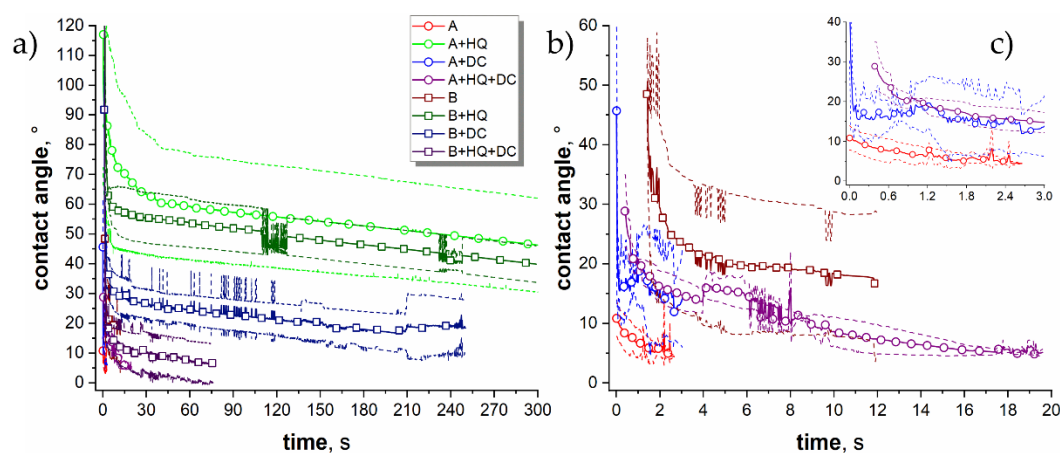 a)
contact angle, °
120
110
100
90
80
70
60
50
40
30
20
10
0
0 30 60 90 120 150 180 210 240 270 300
time, s
A
A+HQ
A+DC
A+HQ+DC
B
B+HQ
B+DC
B+HQ+DC
b)
contact angle, °
60
50
40
30
20
10
0
0 2 4 6 8 10 12 14 16 18 20
time, s
c)
40
30
20
10
0
0.0 0.6 1.2 1.8 2.4 3.0